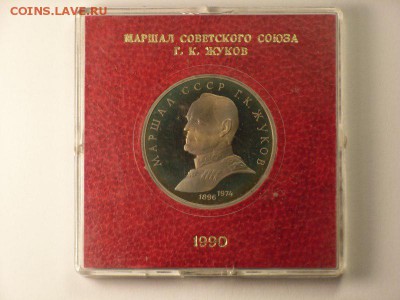 COINS.LAVE.RU
МАРШАЛ СОВЕТСКОГО СОЮЗА
Г. К. ЖУКОВ
МАРШАЛ СССР Г.К. ЖУКОВ
1896 1974
1990